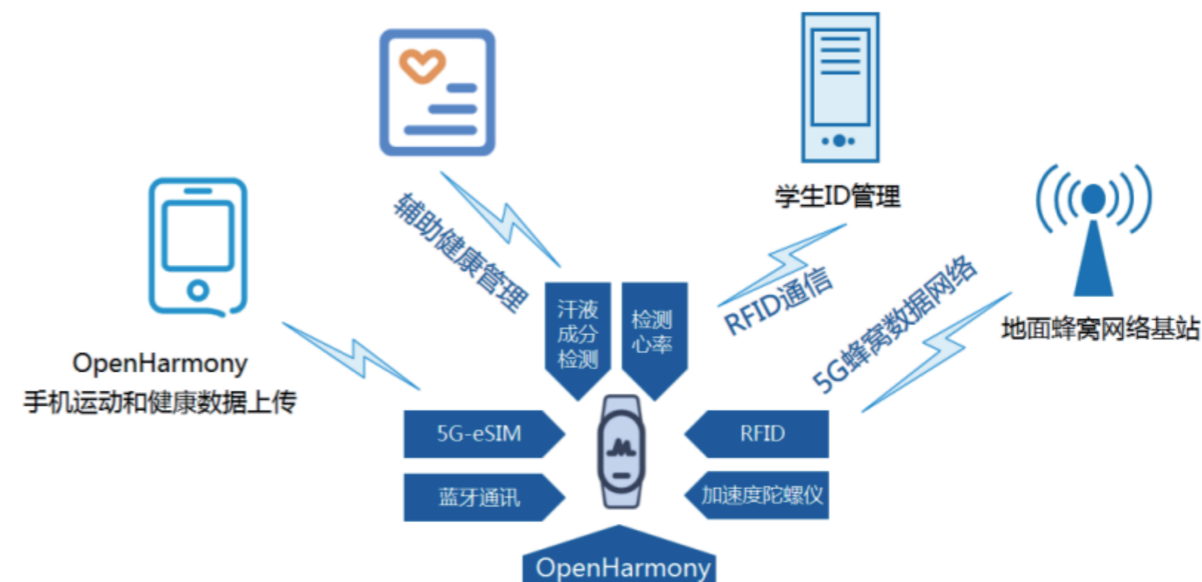 学生ID管理
辅助健康管理
RFID通信
5G蜂窝数据网络
地面蜂窝网络基站
OpenHarmony
手机运动和健康数据上传
汗液
成分
检测
检测
心率
5G-eSIM
RFID
蓝牙通讯
加速度陀螺仪
OpenHarmony